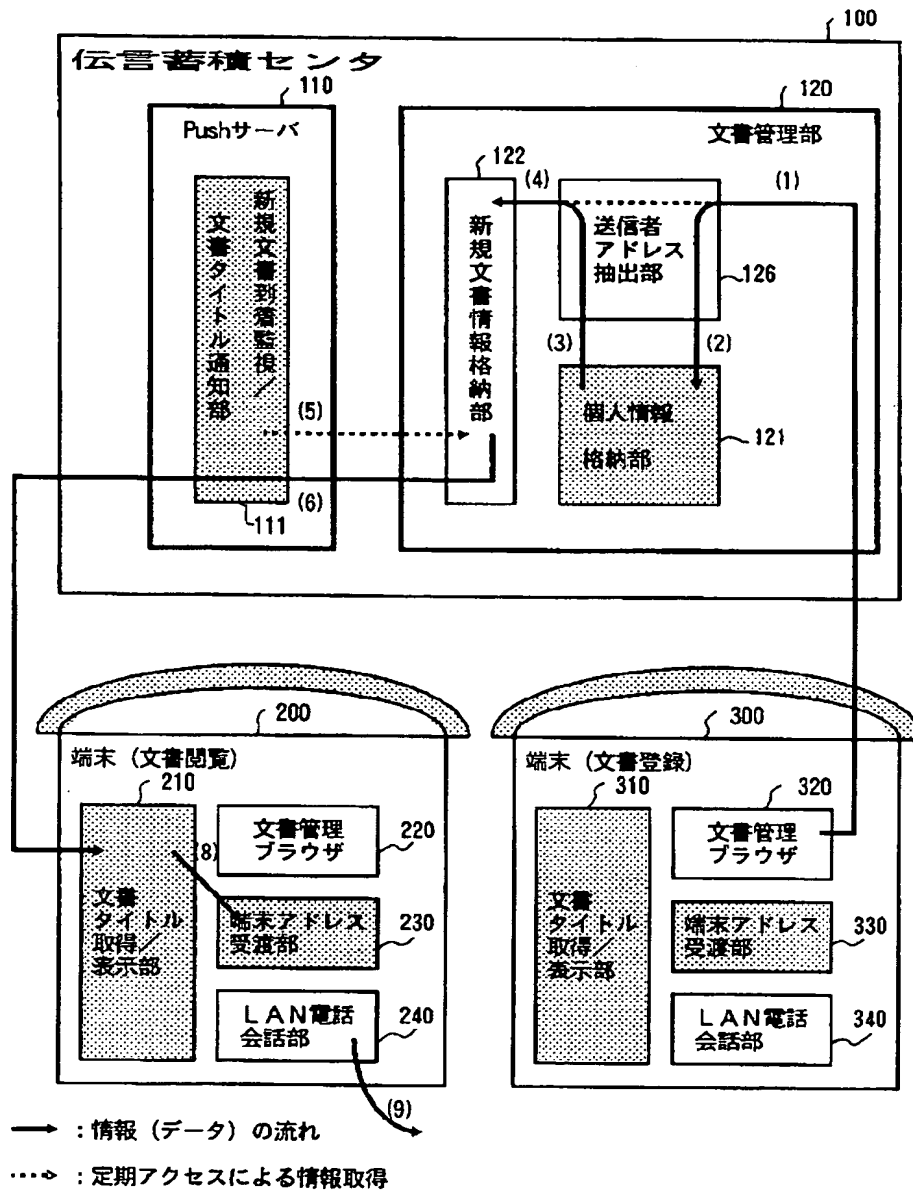 100
伝言蓄積センタ
110
Pushサーバ
新規文書到着監視／
文書タイトル通知部
(5)
(6)
111
120
文書管理部
122
新規文書情報格納部
(4)
(1)
送信者
アドレス
抽出部
126
(3)
(2)
個人情報
格納部
121
200
端末（文書閲覧）
210
文書
タイトル
取得／
表示部
(8)
文書管理
ブラウザ
220
端末アドレス
受渡部
230
ＬＡＮ電話
会話部
240
(9)
300
端末（文書登録）
310
文書
タイトル
取得／
表示部
320
文書管理
ブラウザ
端末アドレス
受渡部
330
ＬＡＮ電話
会話部
340
：情報（データ）の流れ
：定期アクセスによる情報取得